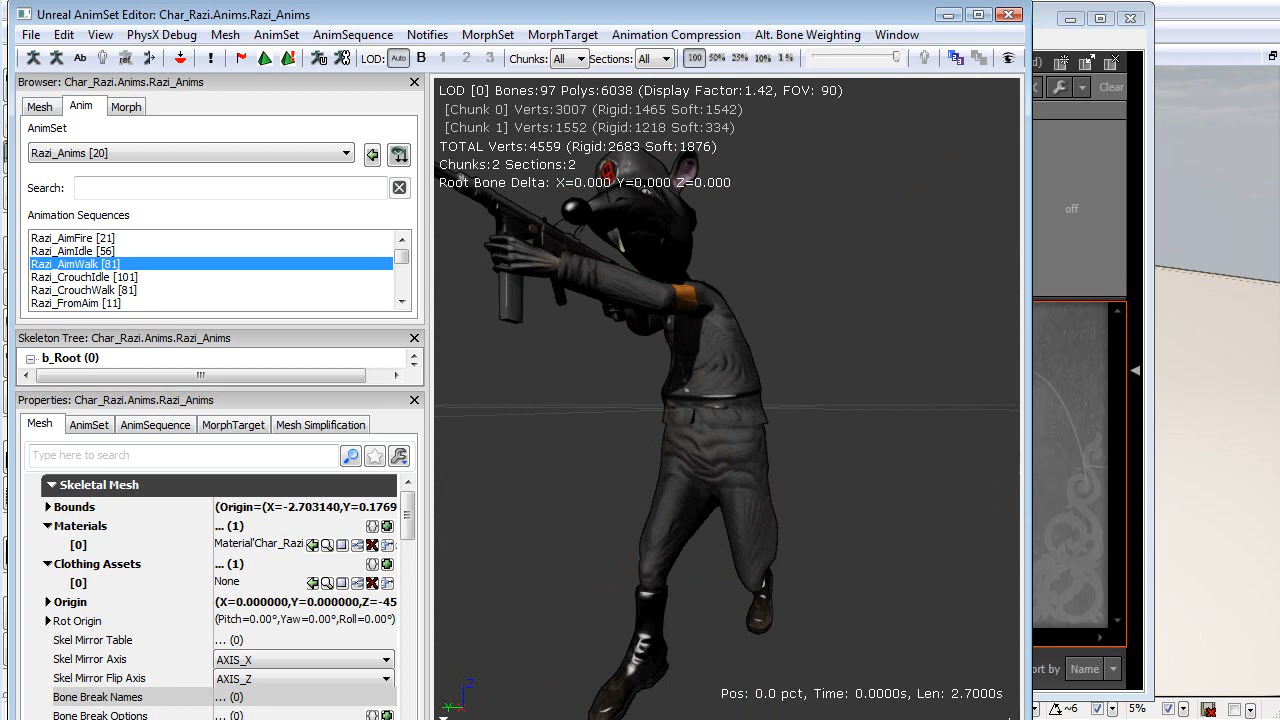 Unreal AnimSet Editor: Char_Razi.Anims.Razi_Anims
File Edit View PhysX Debug Mesh AnimSet AnimSequence Notifies MorphSet MorphTarget Animation Compression Alt. Bone Weighting Window
Ab ! LOD: Auto B 1 2 3 Chunks: All Sections: All 100 50% 25% 10% 1 %
Browser: Char_Razi.Anims.Razi_Anims
Mesh Anim Morph
AnimSet
Razi_Anims [20]
Search:
Animation Sequences
Razi_AimFire [21]
Razi_AimIdle [56]
Razi_AimWalk [81]
Razi_CrouchIdle [101]
Razi_CrouchWalk [81]
Razi_FromAim [11]
Skeleton Tree: Char_Razi.Anims.Razi_Anims
b_Root (0)
Properties: Char_Razi.Anims.Razi_Anims
Mesh AnimSet AnimSequence MorphTarget Mesh Simplification
Type here to search
Skeletal Mesh
Bounds (Origin=(X=-2.703140,Y=0.1769
Materials ... (1)
[0] Material'Char_Razi
Clothing Assets ... (1)
[0] None
Origin (X=0.000000,Y=0.000000,Z=-45
Rot Origin (Pitch=0.00°,Yaw=0.00°,Roll=0.00°)
Skel Mirror Table ... (0)
Skel Mirror Axis AXIS_X
Skel Mirror Flip Axis AXIS_Z
Bone Break Names ... (0)
Bone Break Options ... (0)
LOD [0] Bones:97 Polys:6038 (Display Factor:1.42, FOV: 90)
[Chunk 0] Verts:3007 (Rigid:1465 Soft:1542)
[Chunk 1] Verts:1552 (Rigid:1218 Soft:334)
TOTAL Verts:4559 (Rigid:2683 Soft:1876)
Chunks:2 Sections:2
Root Bone Delta: X=0.000 Y=0.000 Z=0.000
Z
Y
Pos: 0.0 pct, Time: 0.0000s, Len: 2.7000s
d)
Clear
off
ort by Name
~6 5%